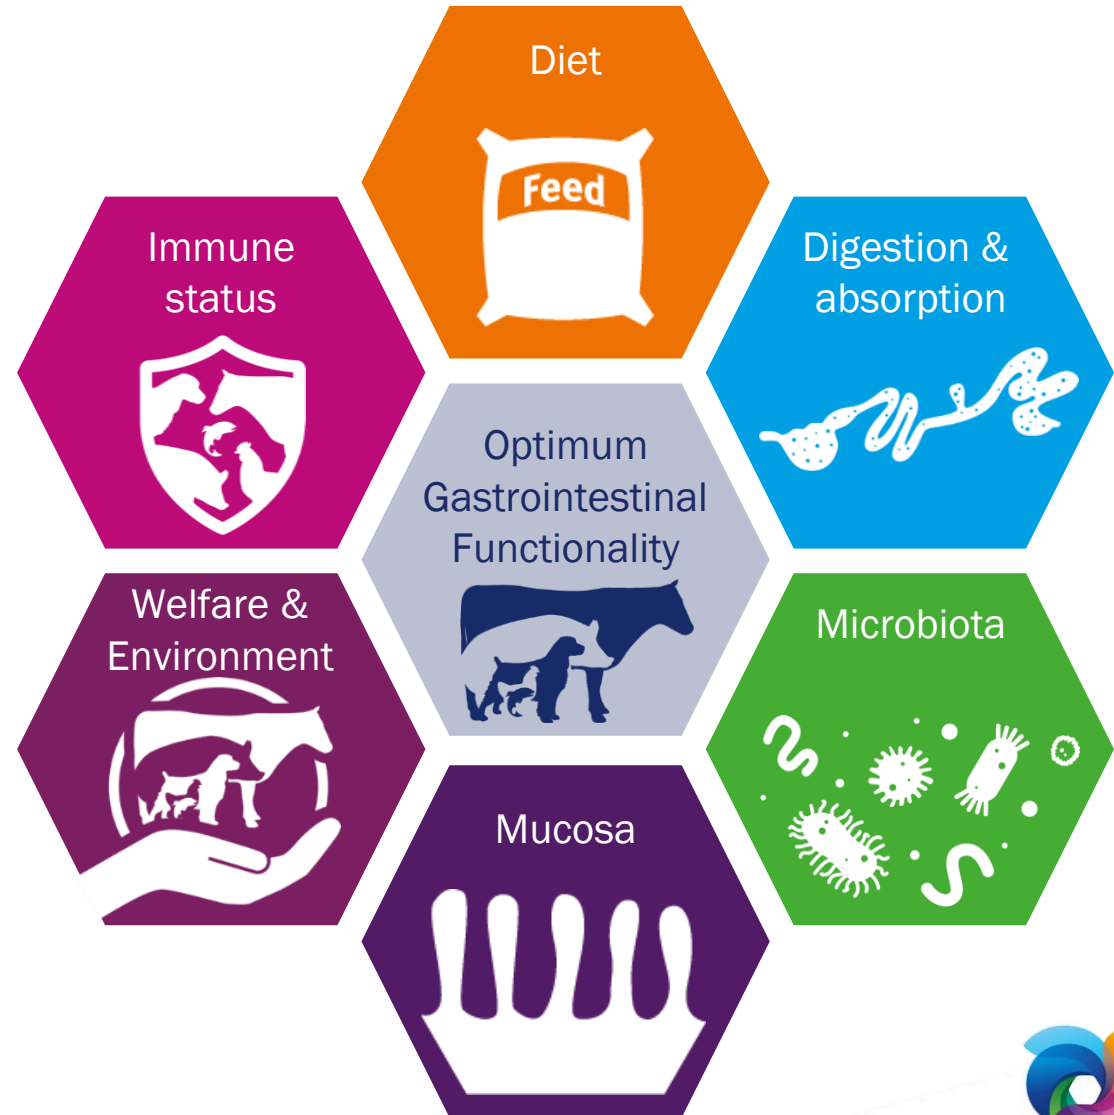 Diet
Feed
Immune
status
Digestion &
absorption
Optimum
Gastrointestinal
Functionality
Welfare &
Environment
Microbiota
Mucosa